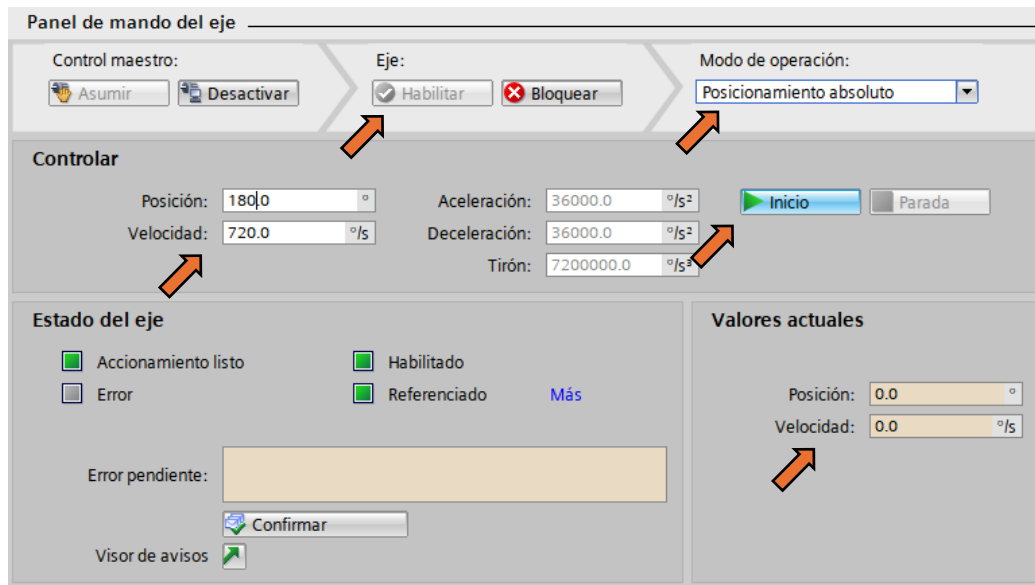 Panel de mando del eje
Control maestro:
Eje:
Modo de operación:
Asumir
Desactivar
Habilitar
Bloquear
Posicionamiento absoluto
Controlar
Posición: 180.0 °
Aceleración: 36000.0 °/s²
Inicio
Parada
Velocidad: 720.0 °/s
Deceleración: 36000.0 °/s²
Tirón: 7200000.0 °/s³
Estado del eje
Accionamiento listo
Habilitado
Error
Referenciado
Más
Error pendiente:
Confirmar
Visor de avisos
Valores actuales
Posición: 0.0 °
Velocidad: 0.0 °/s